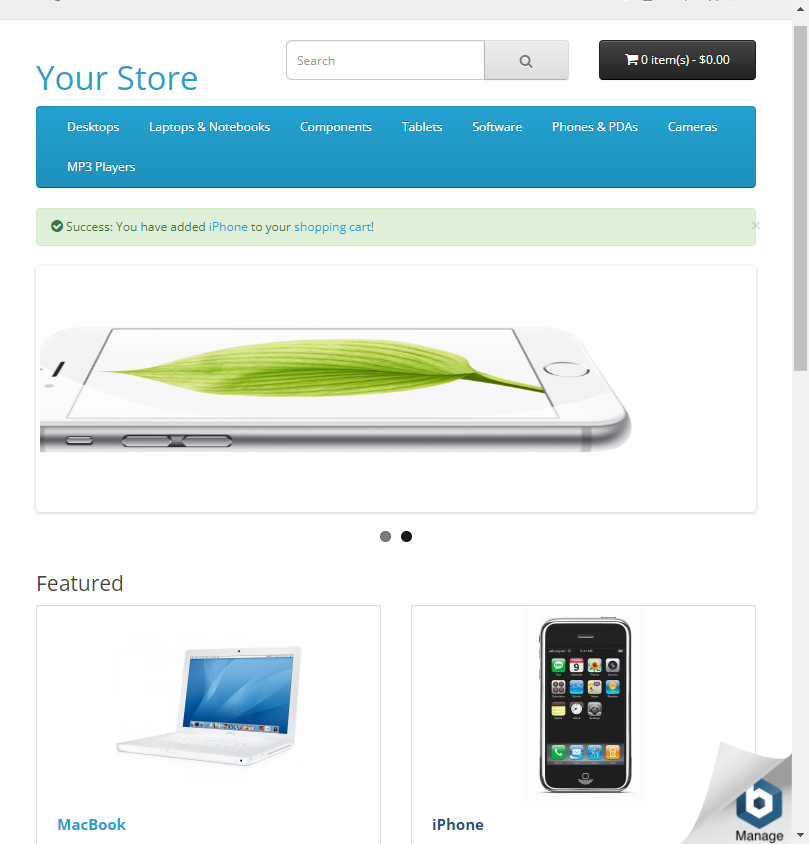 Search
0 item(s) - $0.00
Your Store
Desktops Laptops & Notebooks Components Tablets Software Phones & PDAs Cameras
MP3 Players
Success: You have added iPhone to your shopping cart!
×
Featured
MacBook
iPhone
Manage